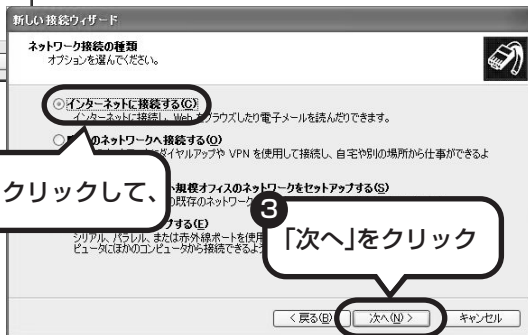 新しい接続ウィザード
ネットワーク接続の種類
オプションを選んでください。
インターネットに接続する(C)
インターネットに接続し、Web をブラウズしたり電子メールを読んだりできます。
のネットワークへ接続する(O)
ダイヤルアップや VPN を使用して接続し、自宅や別の場所から仕事ができるよ
クリックして、
規模オフィスのネットワークをセットアップする(S)
の既存のネットワーク
する(E)
シリアル、パラレル、または赤外線ポートを使用
ピュータにほかのコンピュータから接続できるよう
3
「次へ」をクリック
< 戻る(B)
次へ(N) >
キャンセル